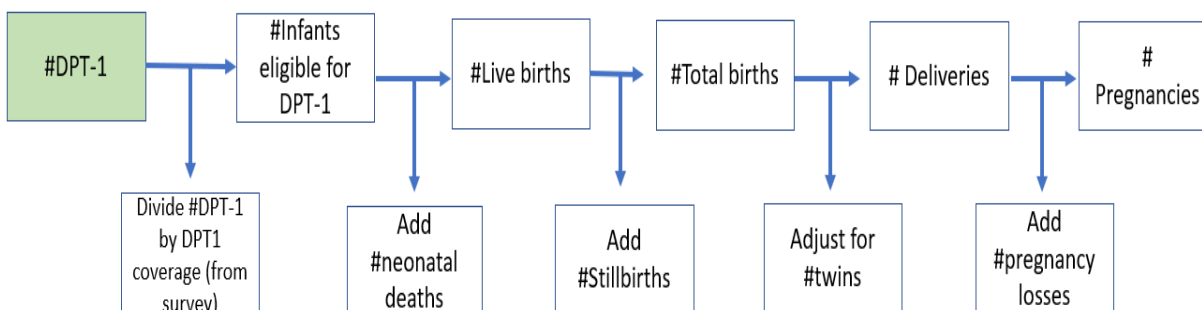 #DPT-1
#Infants
eligible for
DPT-1
#Live births
#Total births
# Deliveries
#
Pregnancies
Divide #DPT-1
by DPT1
coverage (from
survey)
Add
#neonatal
deaths
Add
#Stillbirths
Adjust for
#twins
Add
#pregnancy
losses